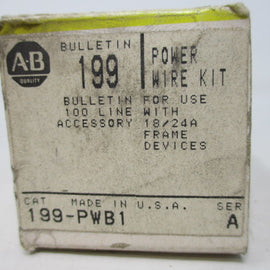 AB
QUALITY
BULLETIN
199
POWER
WIRE KIT
BULLETIN FOR USE
100 LINE WITH
ACCESSORY 18/24A
FRAME
DEVICES
CAT MADE IN U.S.A. SER
199-PWB1 A